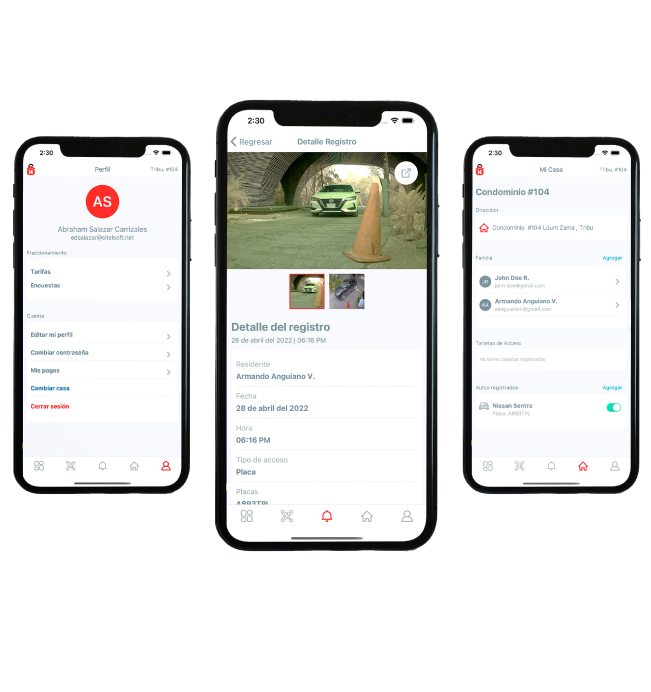 2:30
Perfil
Tribu. #104
AS
Abraham Salazar Carrizales
edsalazar@sitelsoft.net
Fraccionamiento
Tarifas
Encuestas
Cuenta
Editar mi perfil
Cambiar contraseña
Mis pagos
Cambiar casa
Cerrar sesión
2:30
Regresar
Detalle Registro
Detalle del registro
28 de abril del 2022 | 06:16 PM
Residente
Armando Anguiano V.
Fecha
28 de abril del 2022
Hora
06:16 PM
Tipo de acceso
Placa
Placas
A893TPL
2:30
Mi Casa
Tribu. #104
Condominio #104
Dirección
Condominio #104 Lúum Zama , Tribu
Familia
Agregar
JD
John Doe R.
john.doe@gmail.com
AA
Armando Anguiano V.
aanguianov@gmail.com
Tarjetas de Acceso
No tienes tarjetas registradas
Autos registrados
Agregar
Nissan Sentra
Placa: A893TPL